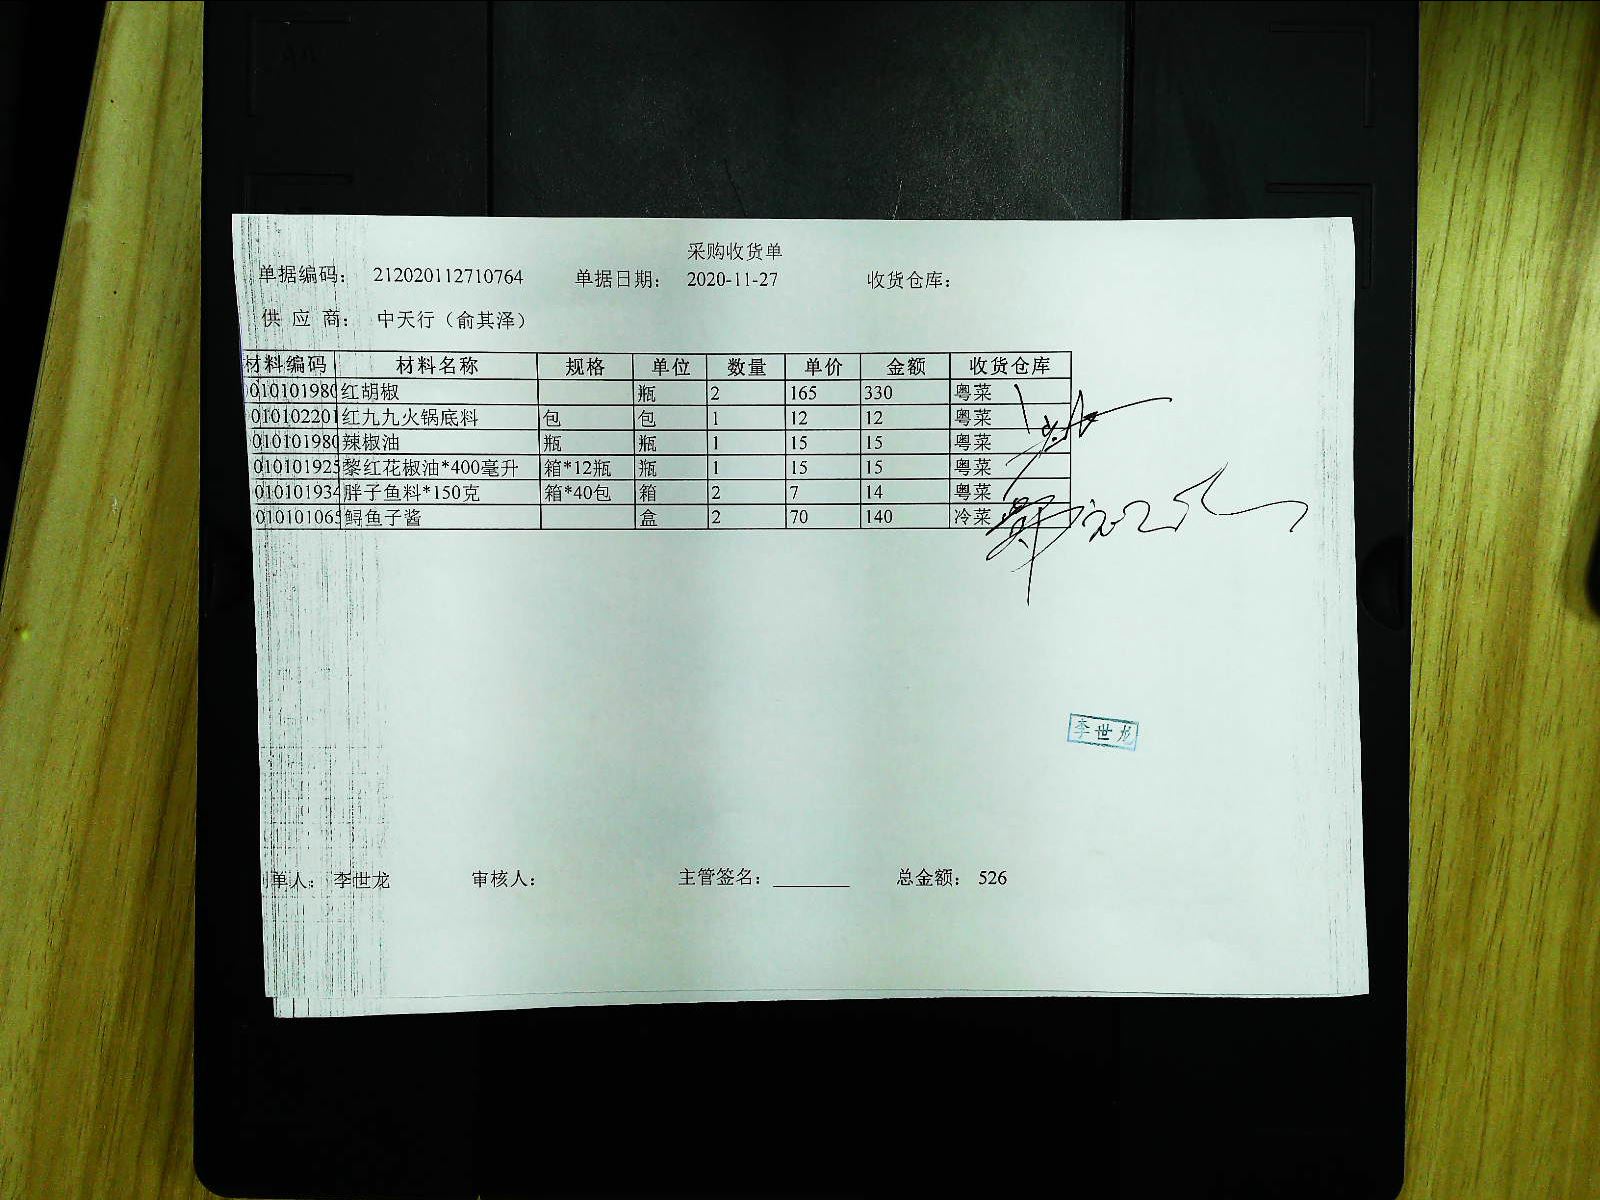 采购收货单
单据编码： 212020112710764 单据日期： 2020-11-27 收货仓库：
供 应 商： 中天行（俞其泽）
材料编码 材料名称 规格 单位 数量 单价 金额 收货仓库
010101980 红胡椒 瓶 2 165 330 粤菜
010102201 红九九火锅底料 包 包 1 12 12 粤菜
010101980 辣椒油 瓶 瓶 1 15 15 粤菜
010101925 黎红花椒油*400毫升 箱*12瓶 瓶 1 15 15 粤菜
010101934 胖子鱼料*150克 箱*40包 箱 2 7 14 粤菜
010101065 鲟鱼子酱 盒 2 70 140 冷菜
李世龙
单人： 李世龙 审核人： 主管签名： 总金额： 526